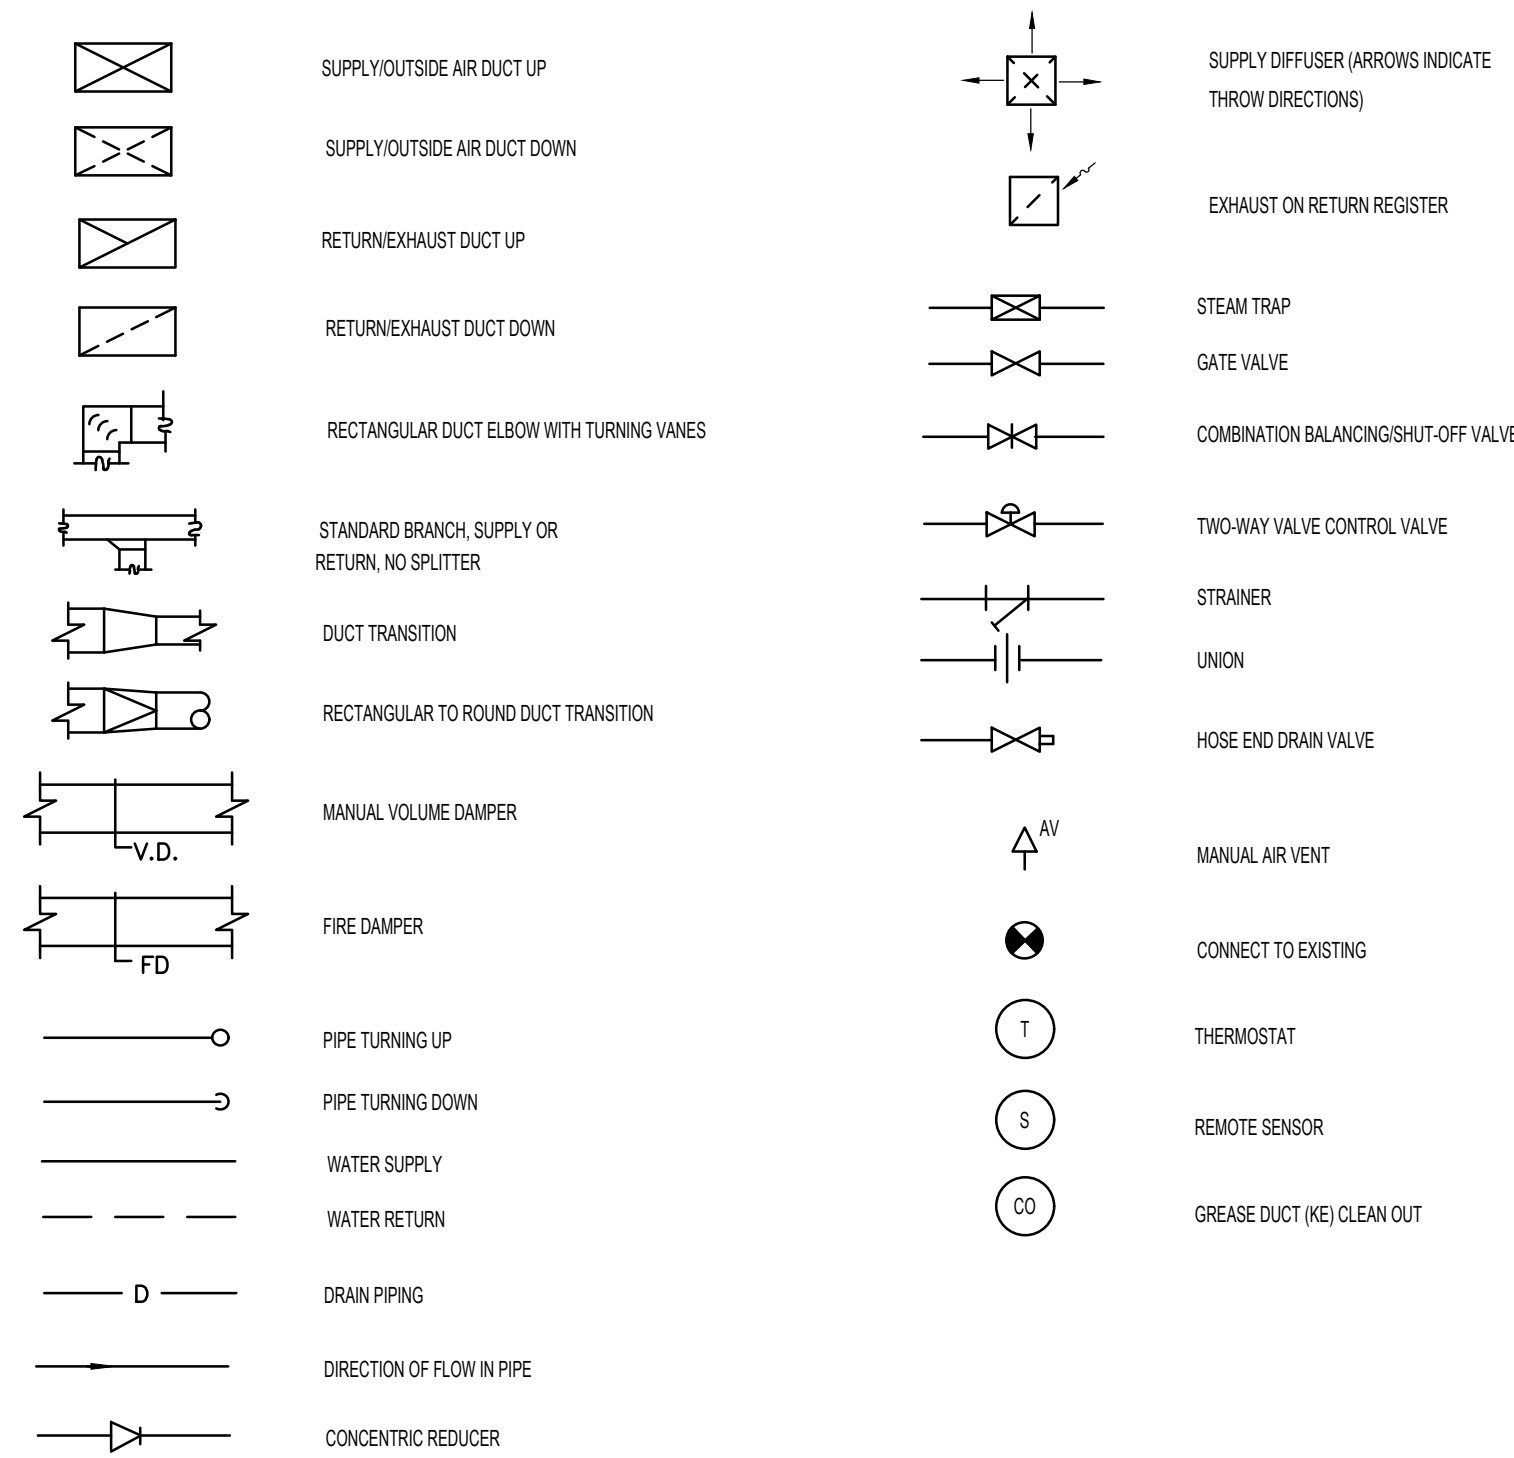 SUPPLY/OUTSIDE AIR DUCT UP
SUPPLY/OUTSIDE AIR DUCT DOWN
RETURN/EXHAUST DUCT UP
RETURN/EXHAUST DUCT DOWN
RECTANGULAR DUCT ELBOW WITH TURNING VANES
STANDARD BRANCH, SUPPLY OR
RETURN, NO SPLITTER
DUCT TRANSITION
RECTANGULAR TO ROUND DUCT TRANSITION
MANUAL VOLUME DAMPER
V.D.
FIRE DAMPER
FD
PIPE TURNING UP
PIPE TURNING DOWN
WATER SUPPLY
WATER RETURN
D DRAIN PIPING
DIRECTION OF FLOW IN PIPE
CONCENTRIC REDUCER
SUPPLY DIFFUSER (ARROWS INDICATE
THROW DIRECTIONS)
EXHAUST ON RETURN REGISTER
STEAM TRAP
GATE VALVE
COMBINATION BALANCING/SHUT-OFF VALVE
TWO-WAY VALVE CONTROL VALVE
STRAINER
UNION
HOSE END DRAIN VALVE
AV
MANUAL AIR VENT
CONNECT TO EXISTING
T THERMOSTAT
S REMOTE SENSOR
CO GREASE DUCT (KE) CLEAN OUT